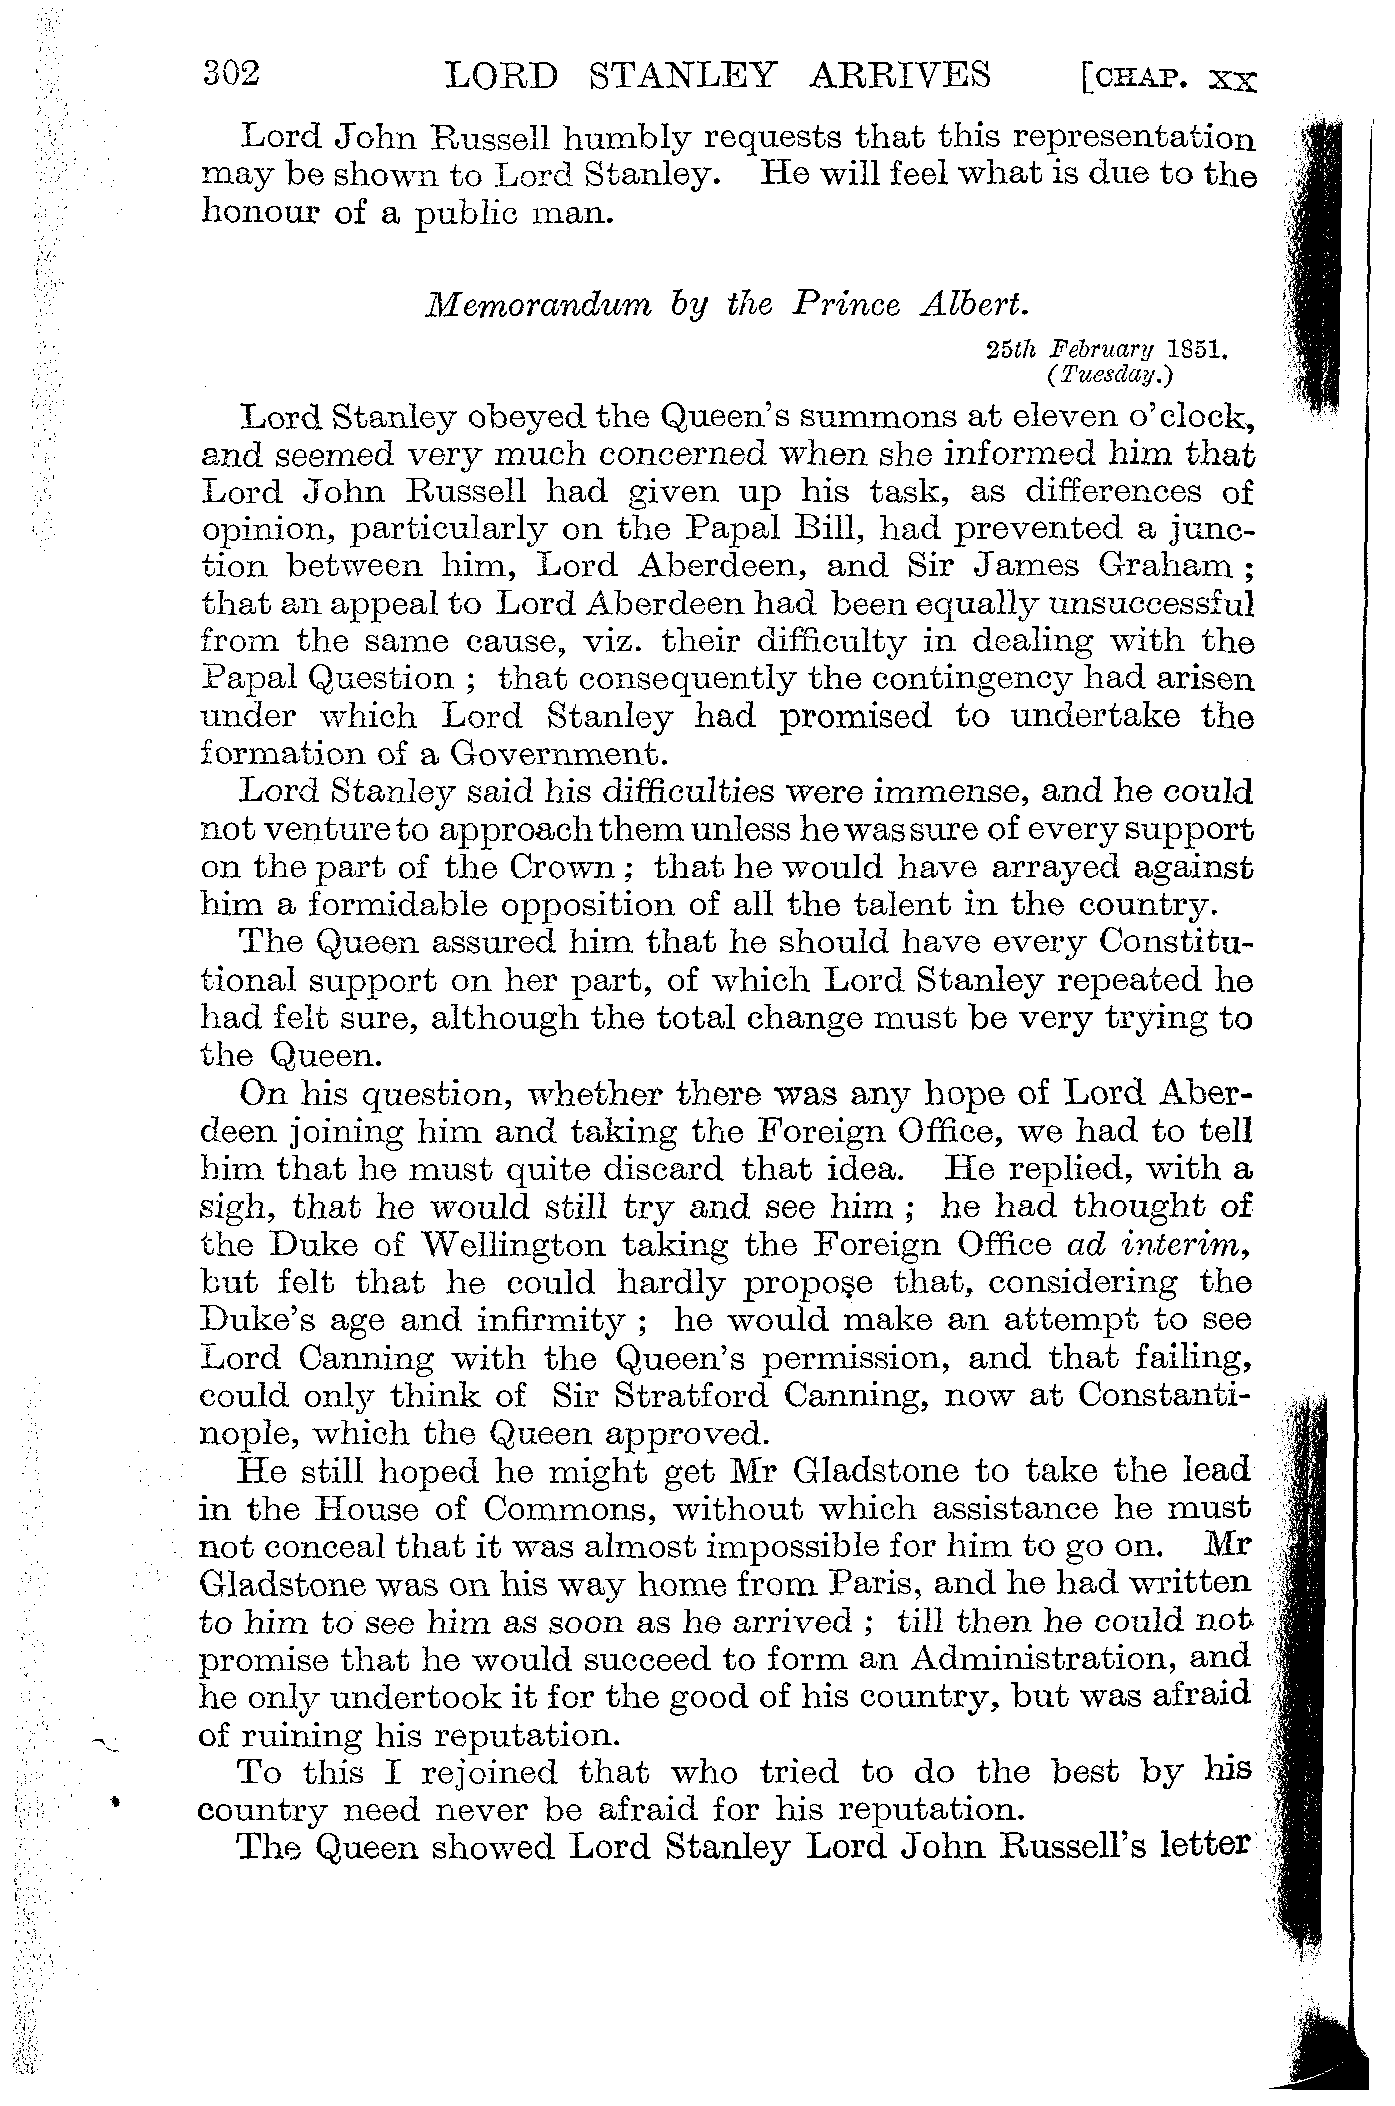 302 LORD STANLEY ARRIVES [CHAP. XX
Lord John Russell humbly requests that this representation
may be shown to Lord Stanley. He will feel what is due to the
honour of a public man.
Memorandum by the Prince Albert.
25th February 1851.
(Tuesday.)
Lord Stanley obeyed the Queen's summons at eleven o'clock,
and seemed very much concerned when she informed him that
Lord John Russell had given up his task, as differences of
opinion, particularly on the Papal Bill, had prevented a junc-
tion between him, Lord Aberdeen, and Sir James Graham ;
that an appeal to Lord Aberdeen had been equally unsuccessful
from the same cause, viz. their difficulty in dealing with the
Papal Question ; that consequently the contingency had arisen
under which Lord Stanley had promised to undertake the
formation of a Government.
Lord Stanley said his difficulties were immense, and he could
not venture to approach them unless he was sure of every support
on the part of the Crown ; that he would have arrayed against
him a formidable opposition of all the talent in the country.
The Queen assured him that he should have every Constitu-
tional support on her part, of which Lord Stanley repeated he
had felt sure, although the total change must be very trying to
the Queen.
On his question, whether there was any hope of Lord Aber-
deen joining him and taking the Foreign Office, we had to tell
him that he must quite discard that idea. He replied, with a
sigh, that he would still try and see him ; he had thought of
the Duke of Wellington taking the Foreign Office ad interim,
but felt that he could hardly propose that, considering the
Duke's age and infirmity ; he would make an attempt to see
Lord Canning with the Queen's permission, and that failing,
could only think of Sir Stratford Canning, now at Constanti-
nople, which the Queen approved.
He still hoped he might get Mr Gladstone to take the lead
in the House of Commons, without which assistance he must
not conceal that it was almost impossible for him to go on. Mr
Gladstone was on his way home from Paris, and he had written
to him to see him as soon as he arrived ; till then he could not
promise that he would succeed to form an Administration, and
he only undertook it for the good of his country, but was afraid
of ruining his reputation.
To this I rejoined that who tried to do the best by his
country need never be afraid for his reputation.
The Queen showed Lord Stanley Lord John Russell's letter